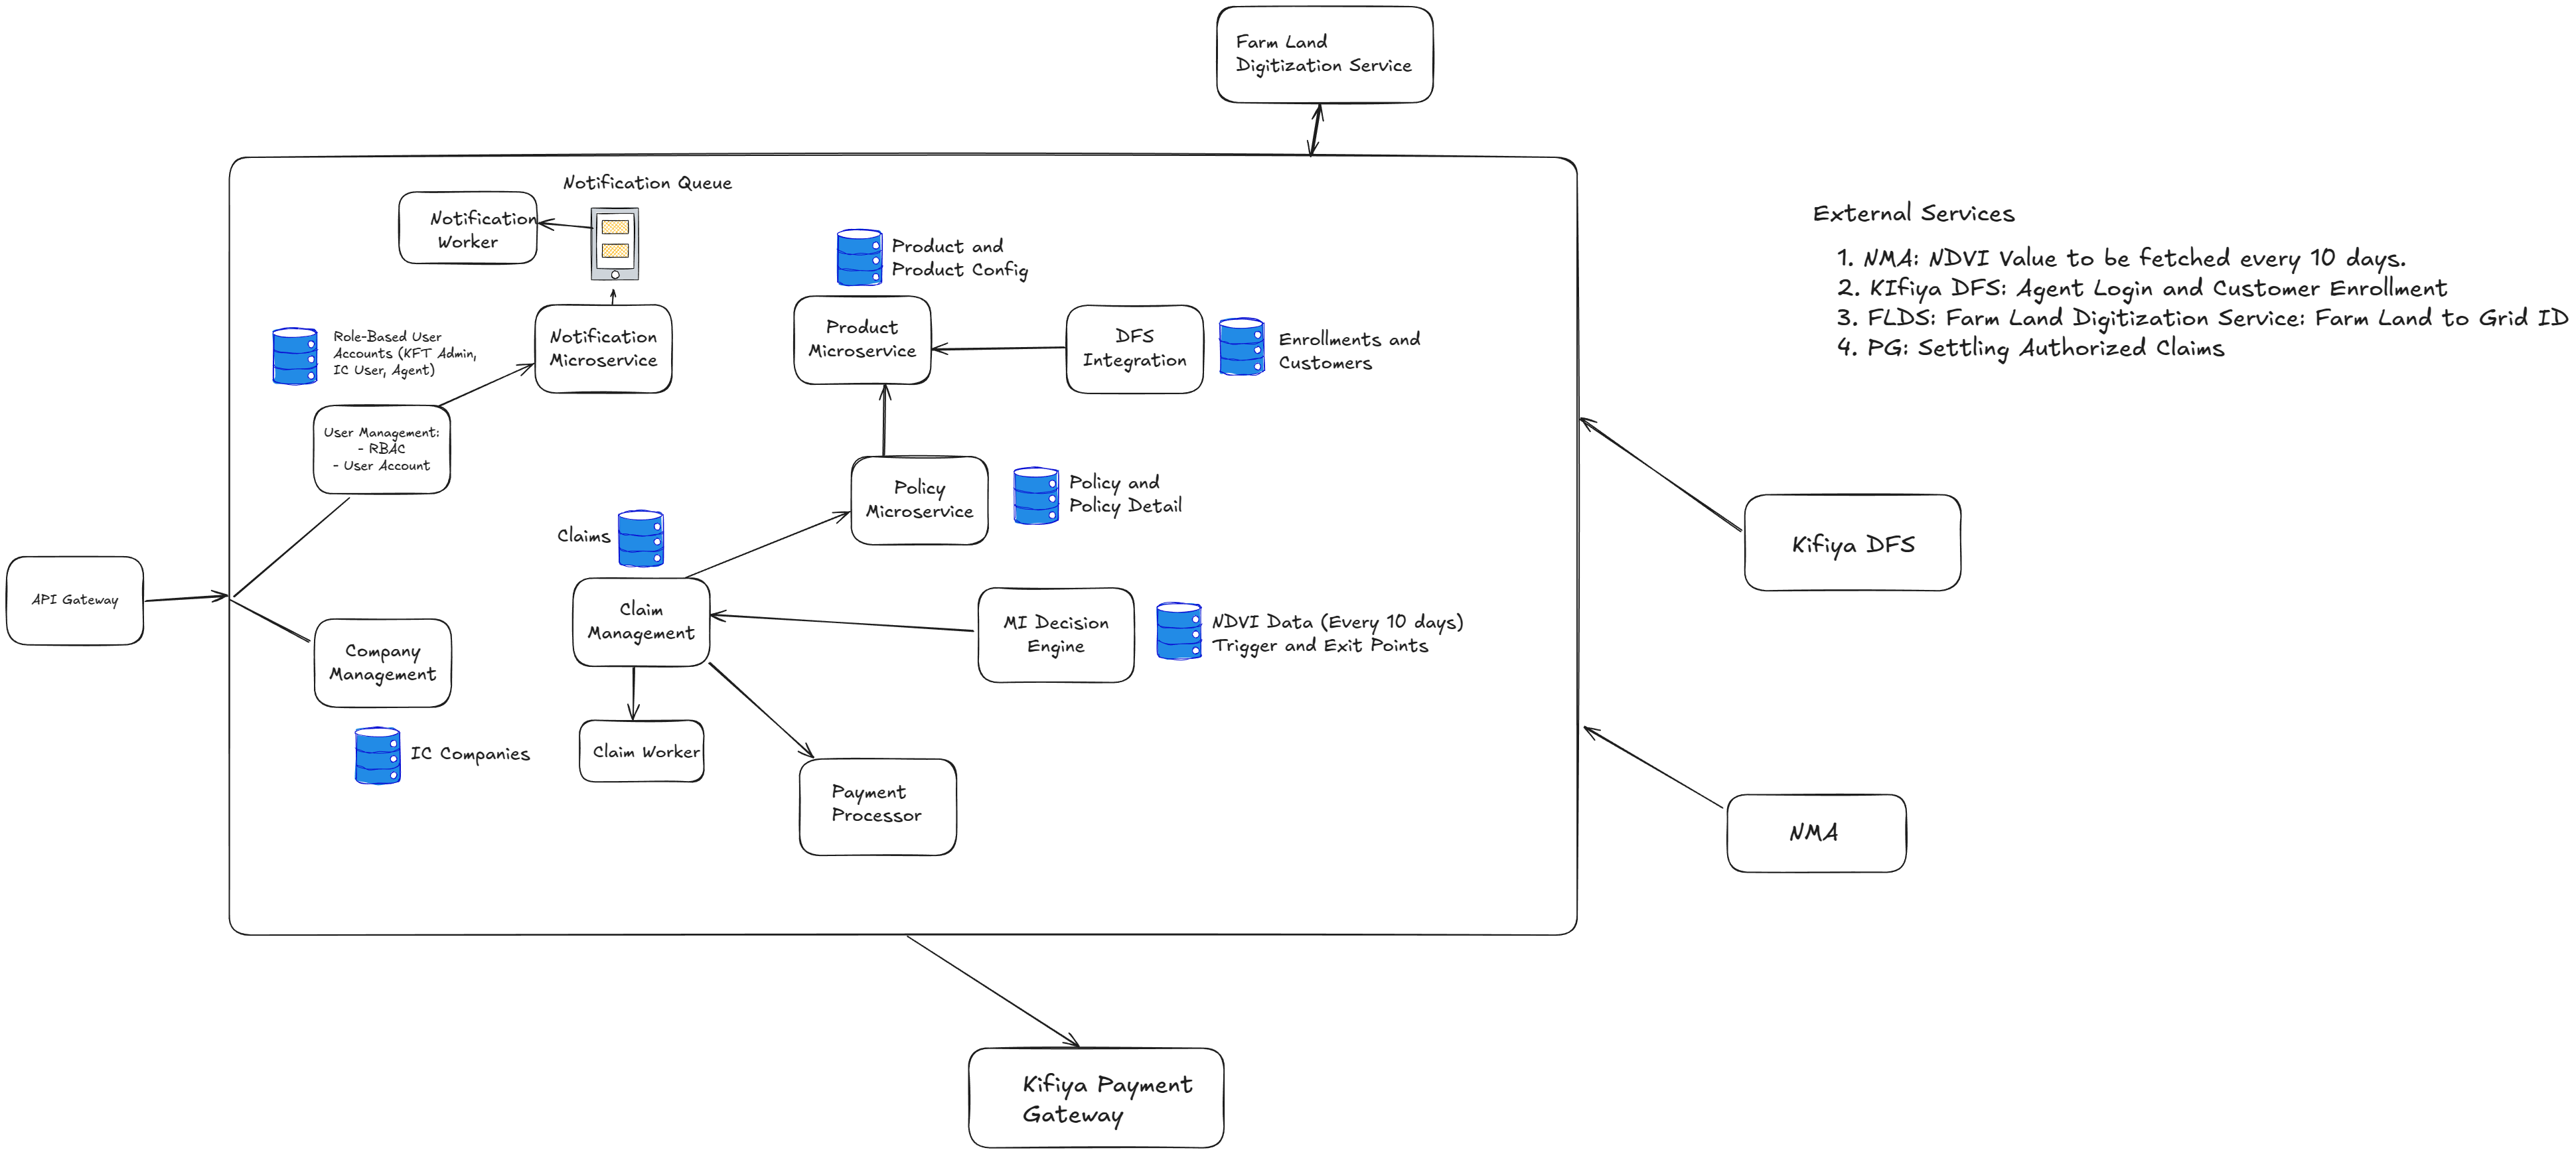 Farm Land
Digitization Service
Notification Queue
Notification
Worker
Product and
Product Config
External Services
1. NMA: NDVI Value to be fetched every 10 days.
2. KIfiya DFS: Agent Login and Customer Enrollment
3. FLDS: Farm Land Digitization Service: Farm Land to Grid ID
4. PG: Settling Authorized Claims
Role-Based User
Accounts (KFT Admin,
IC User, Agent)
Notification
Microservice
Product
Microservice
DFS
Integration
Enrollments and
Customers
User Management:
- RBAC
- User Account
Policy
Microservice
Policy and
Policy Detail
Claims
Kifiya DFS
API Gateway
Claim
Management
MI Decision
Engine
NDVI Data (Every 10 days)
Trigger and Exit Points
Company
Management
IC Companies
Claim Worker
Payment
Processor
NMA
Kifiya Payment
Gateway